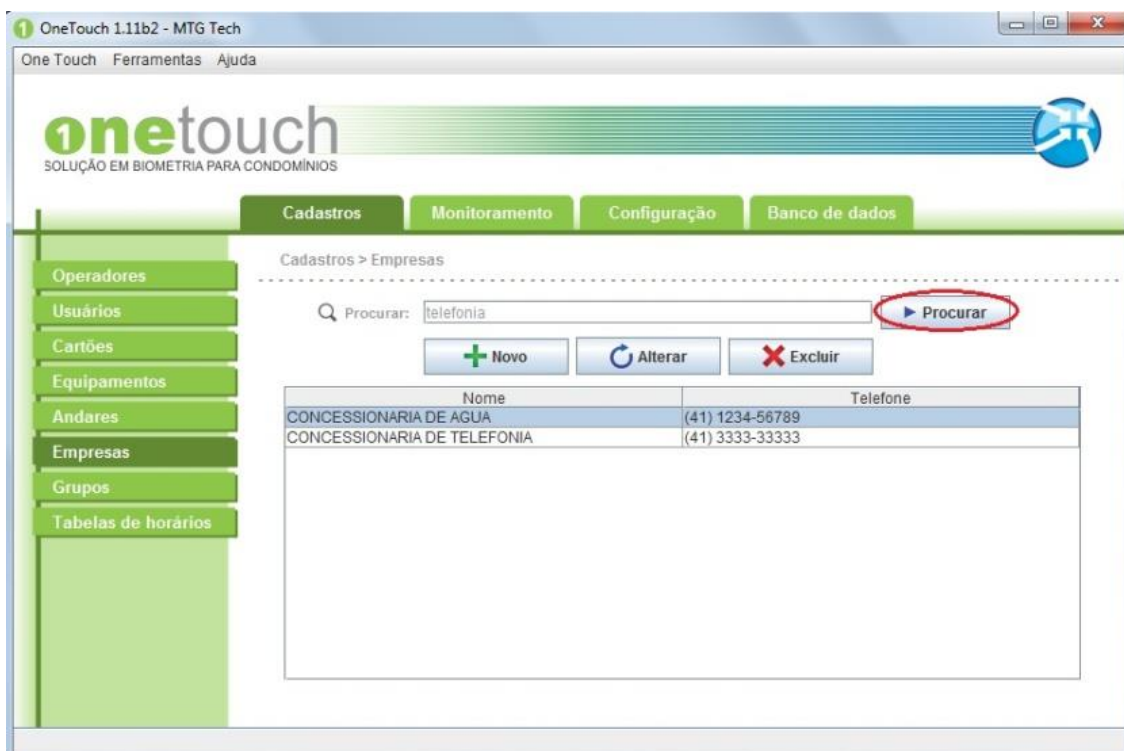 OneTouch 1.11b2 - MTG Tech
One Touch Ferramentas Ajuda
onetouch
SOLUÇÃO EM BIOMETRIA PARA CONDOMÍNIOS
Cadastros Monitoramento Configuração Banco de dados
Cadastros > Empresas
Operadores
Usuários
Cartões
Equipamentos
Andares
Empresas
Grupos
Tabelas de horários
Procurar: telefonia Procurar
Novo Alterar Excluir
Nome Telefone
CONCESSIONARIA DE AGUA (41) 1234-56789
CONCESSIONARIA DE TELEFONIA (41) 3333-33333